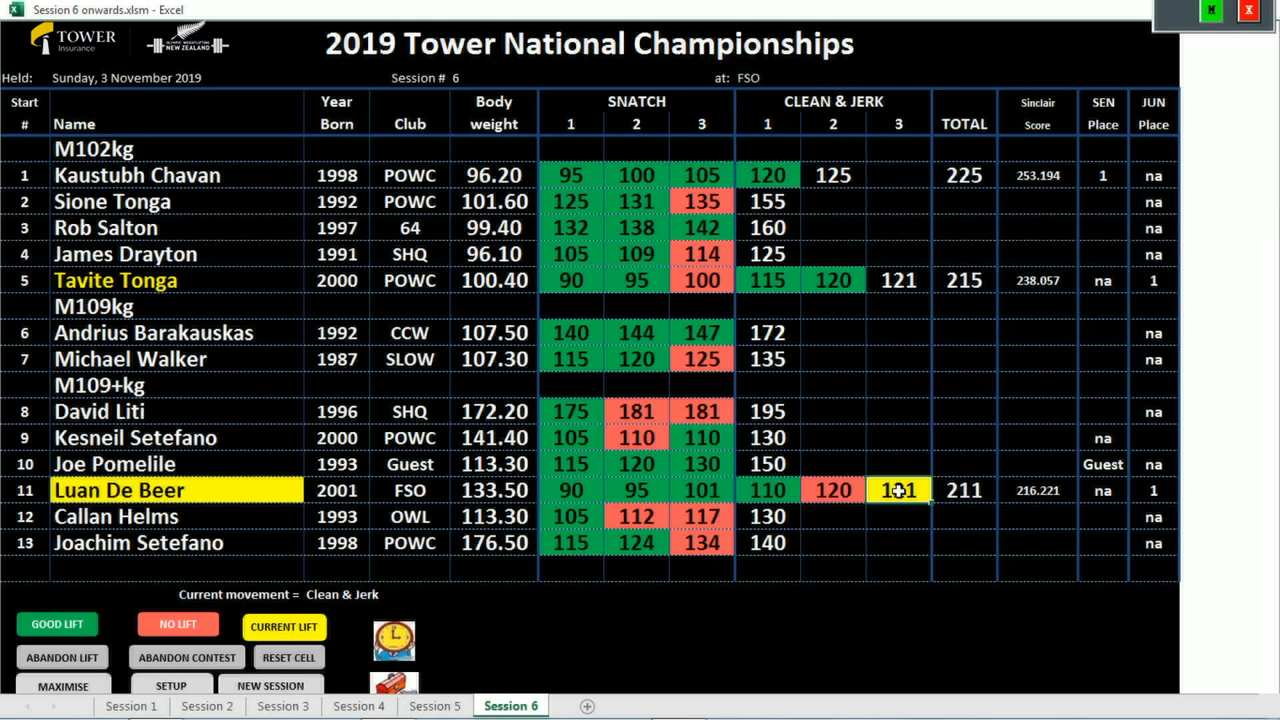 Session 6 onwards.xlsm - Excel
M X
TOWER Insurance
OLYMPIC WEIGHTLIFTING NEW ZEALAND
2019 Tower National Championships
Held: Sunday, 3 November 2019 Session # 6 at: FSO
Start Year Body SNATCH CLEAN & JERK Sinclair SEN JUN
# Name Born Club weight 1 2 3 1 2 3 TOTAL Score Place Place
M102kg
1 Kaustubh Chavan 1998 POWC 96.20 95 100 105 120 125 225 253.194 1 na
2 Sione Tonga 1992 POWC 101.60 125 131 135 155 na
3 Rob Salton 1997 64 99.40 132 138 142 160 na
4 James Drayton 1991 SHQ 96.10 105 109 114 125 na
5 Tavite Tonga 2000 POWC 100.40 90 95 100 115 120 121 215 238.057 na 1
M109kg
6 Andrius Barakauskas 1992 CCW 107.50 140 144 147 172 na
7 Michael Walker 1987 SLOW 107.30 115 120 125 135 na
M109+kg
8 David Liti 1996 SHQ 172.20 175 181 181 195 na
9 Kesneil Setefano 2000 POWC 141.40 105 110 110 130 na
10 Joe Pomelile 1993 Guest 113.30 115 120 130 150 Guest na
11 Luan De Beer 2001 FSO 133.50 90 95 101 110 120 211 216.221 na 1
12 Callan Helms 1993 OWL 113.30 105 112 117 130 na
13 Joachim Setefano 1998 POWC 176.50 115 124 134 140 na
Current movement = Clean & Jerk
GOOD LIFT NO LIFT CURRENT LIFT
ABANDON LIFT ABANDON CONTEST RESET CELL
MAXIMISE SETUP NEW SESSION
Session 1 Session 2 Session 3 Session 4 Session 5 Session 6